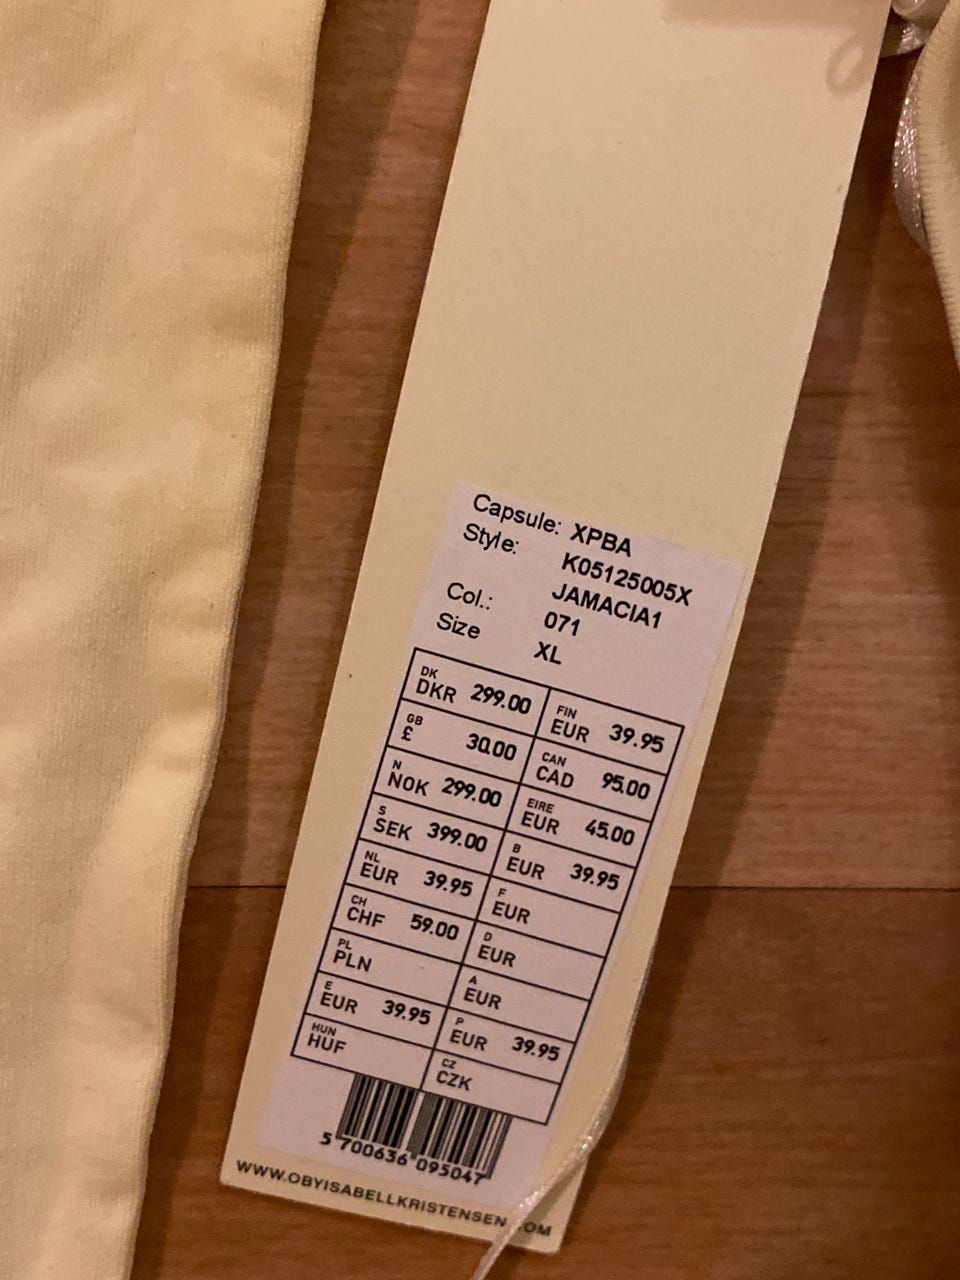 Capsule: XPBA
Style: K05125005X
JAMACIA1
Col.: 071
Size XL
DK DKR 299.00 FIN EUR 39.95
GB £ 30.00 CAN CAD 95.00
N NOK 299.00 EIRE EUR 45.00
S SEK 399.00 B EUR 39.95
NL EUR 39.95 F EUR
CH CHF 59.00 D EUR
PL PLN A EUR
E EUR 39.95 P EUR 39.95
HUN HUF CZ CZK
5 700636 095047
WWW.OBYISABELLKRISTENSEN.COM